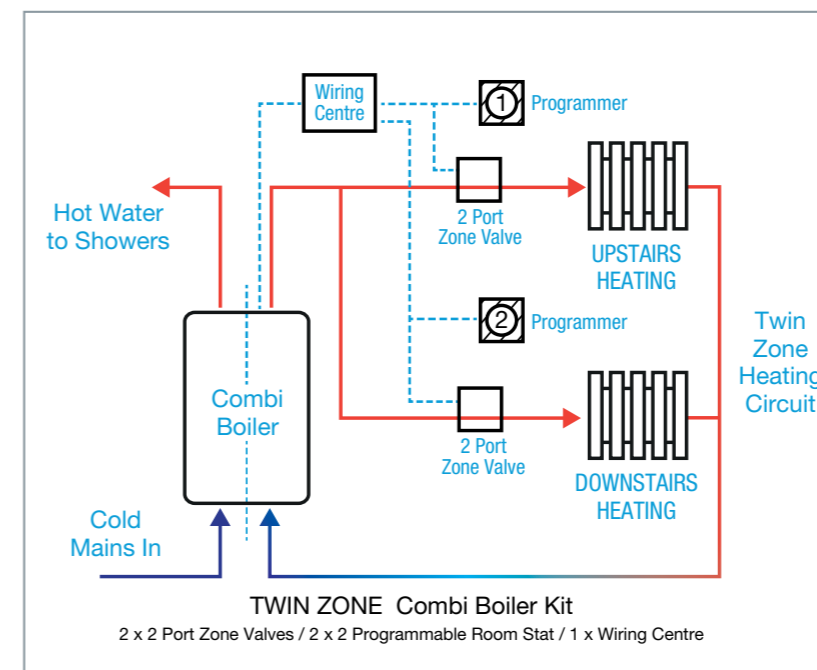 Wiring
Centre
1
Programmer
Hot Water
to Showers
2 Port
Zone Valve
UPSTAIRS
HEATING
2
Programmer
Twin
Zone
Heating
Circuit
Combi
Boiler
2 Port
Zone Valve
DOWNSTAIRS
HEATING
Cold
Mains In
TWIN ZONE Combi Boiler Kit
2 x 2 Port Zone Valves / 2 x 2 Programmable Room Stat / 1 x Wiring Centre